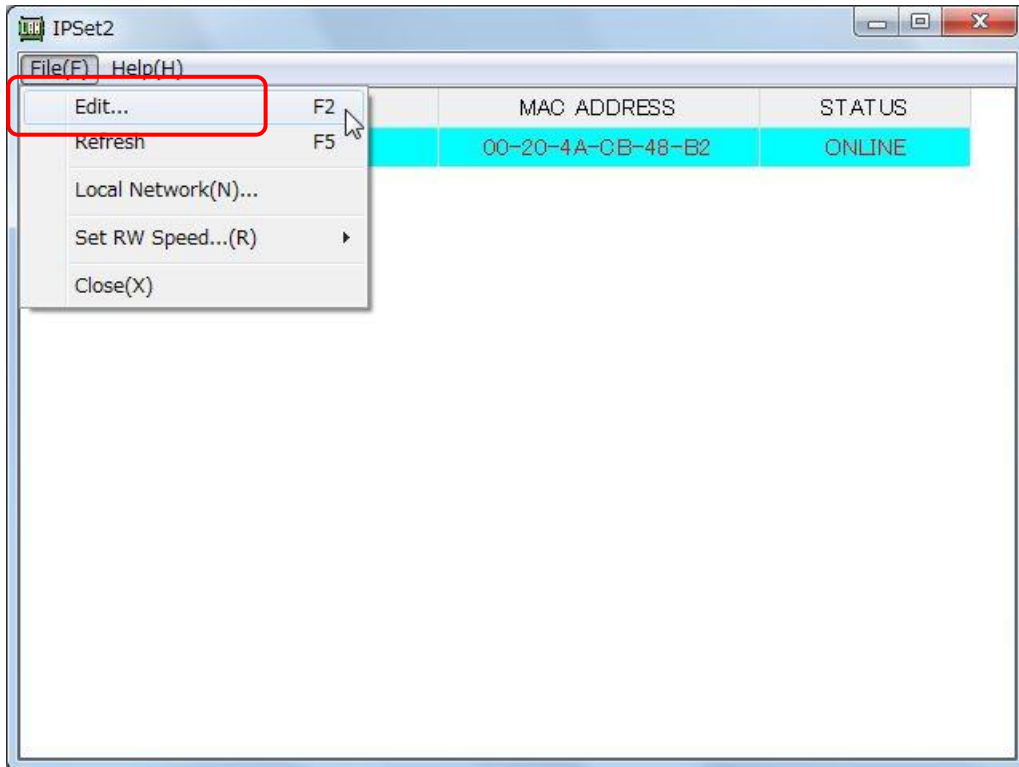 IPSet2
File(F) Help(H)
Edit... F2
Refresh F5
Local Network(N)...
Set RW Speed...(R)
Close(X)
MAC ADDRESS STATUS
00-20-4A-CB-48-B2 ONLINE